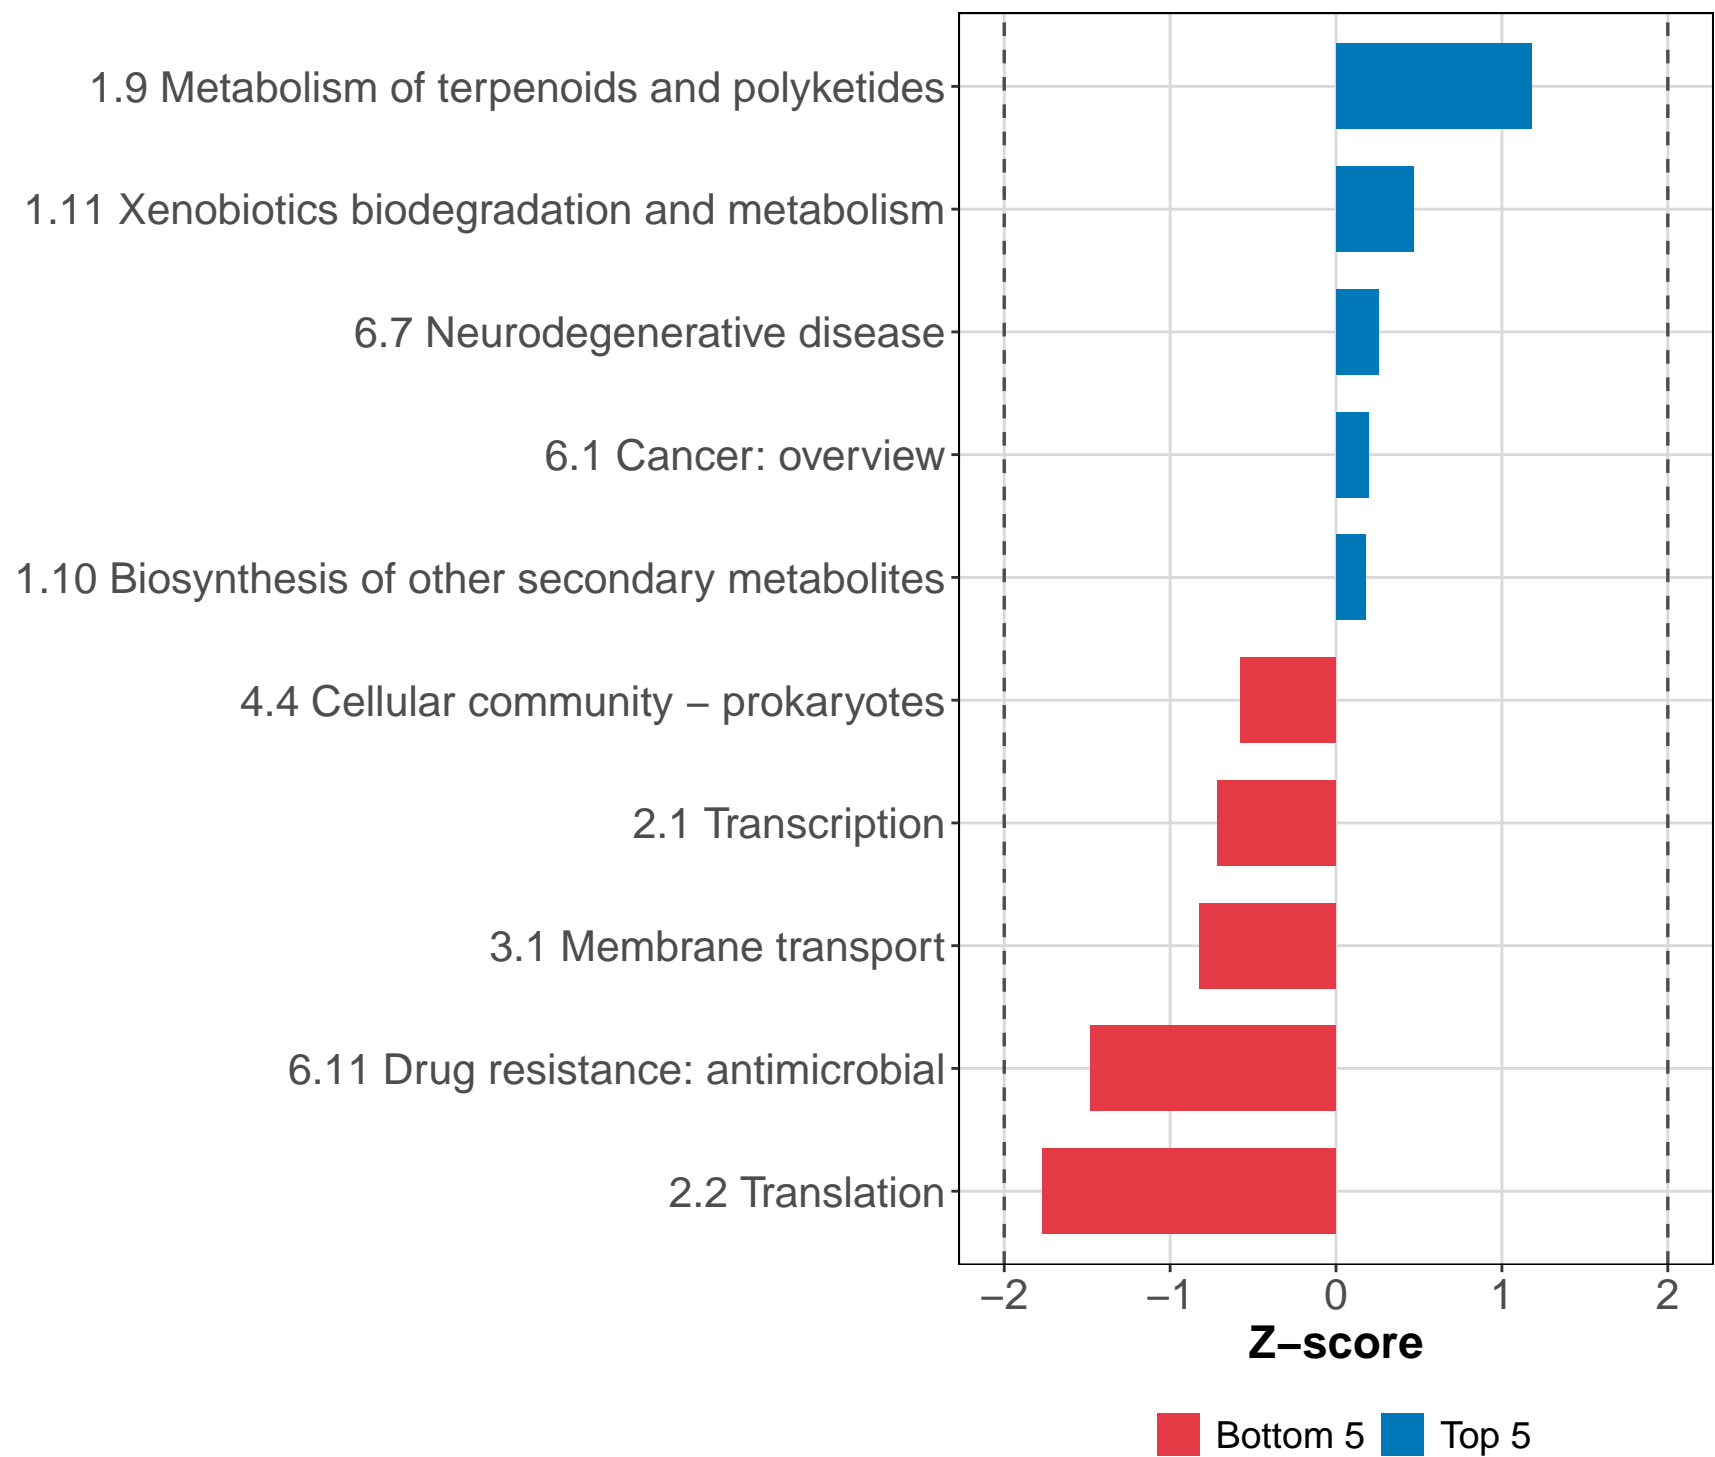 1.9 Metabolism of terpenoids and polyketides
1.11 Xenobiotics biodegradation and metabolism
6.7 Neurodegenerative disease
6.1 Cancer: overview
1.10 Biosynthesis of other secondary metabolites
4.4 Cellular community – prokaryotes
2.1 Transcription
3.1 Membrane transport
6.11 Drug resistance: antimicrobial
2.2 Translation
−2 −1 0 1 2
Z−score
Bottom 5 Top 5